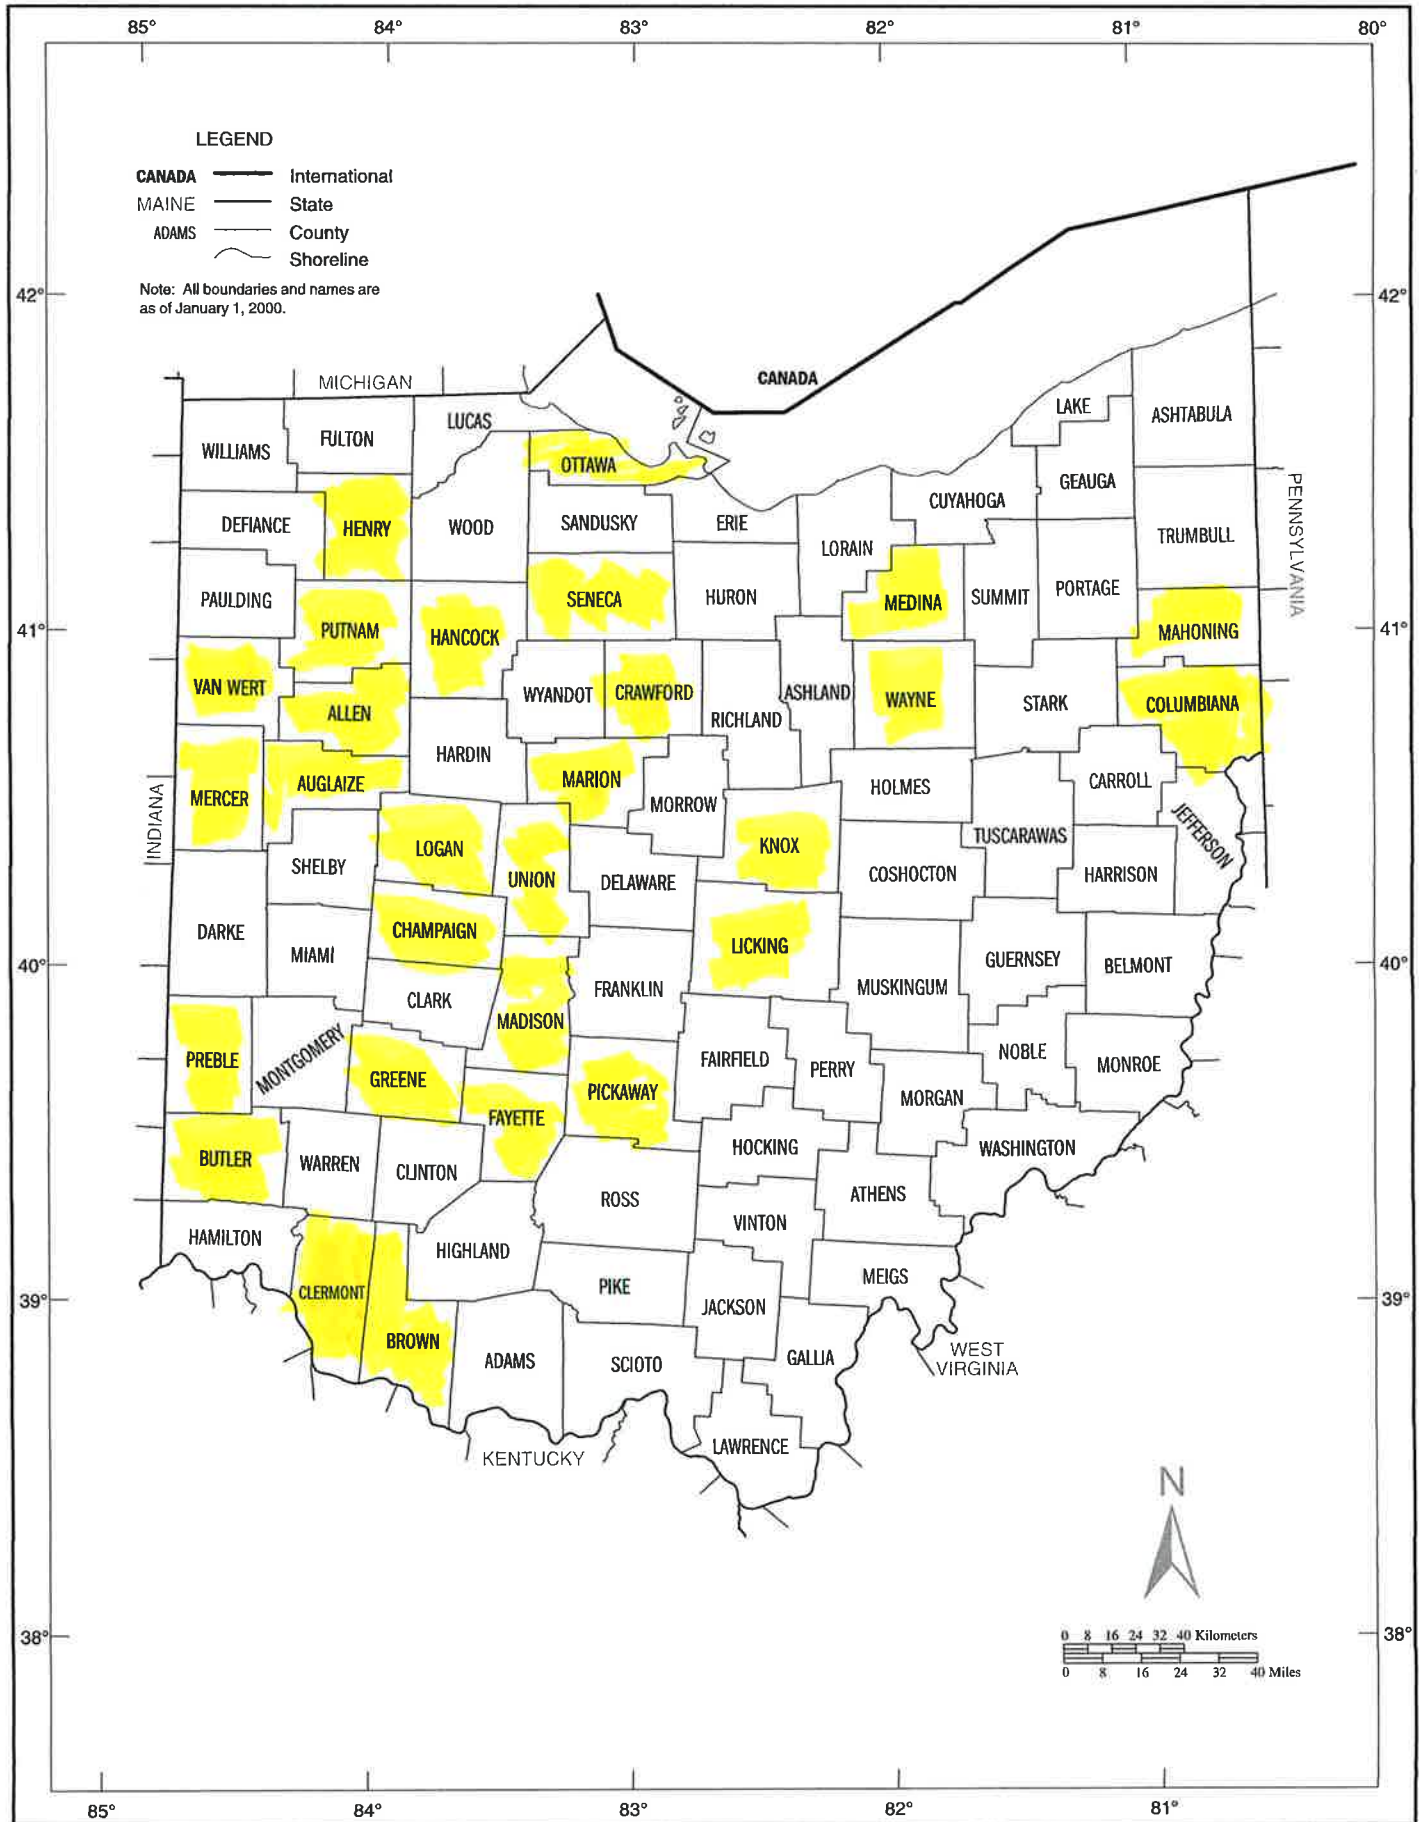 85° 84° 83° 82° 81° 80°
LEGEND
CANADA International
MAINE State
ADAMS County
Shoreline
Note: All boundaries and names are
as of January 1, 2000.
42° 42°
MICHIGAN
CANADA
LAKE
ASHTABULA
LUCAS
FULTON
WILLIAMS
OTTAWA
GEAUGA
CUYAHOGA
PENNSYLVANIA
DEFIANCE
HENRY
WOOD
SANDUSKY
ERIE
LORAIN
TRUMBULL
PAULDING
SENECA
HURON
MEDINA
SUMMIT
PORTAGE
41° 41°
PUTNAM
HANCOCK
MAHONING
VAN WERT
WYANDOT
CRAWFORD
ASHLAND
WAYNE
STARK
COLUMBIANA
ALLEN
RICHLAND
HARDIN
AUGLAIZE
MARION
HOLMES
CARROLL
MERCER
MORROW
INDIANA
JEFFERSON
TUSCARAWAS
LOGAN
KNOX
SHELBY
UNION
DELAWARE
COSHOCTON
HARRISON
DARKE
CHAMPAIGN
LICKING
MIAMI
GUERNSEY
BELMONT
40° 40°
CLARK
FRANKLIN
MUSKINGUM
MADISON
PREBLE
MONTGOMERY
GREENE
FAIRFIELD
PERRY
NOBLE
MONROE
PICKAWAY
MORGAN
FAYETTE
BUTLER
WARREN
CLINTON
HOCKING
WASHINGTON
ROSS
ATHENS
HAMILTON
HIGHLAND
VINTON
CLERMONT
PIKE
MEIGS
39° 39°
JACKSON
BROWN
ADAMS
SCIOTO
GALLIA
WEST
VIRGINIA
LAWRENCE
KENTUCKY
N
38° 38°
0 8 16 24 32 40 Kilometers
0 8 16 24 32 40 Miles
85° 84° 83° 82° 81°